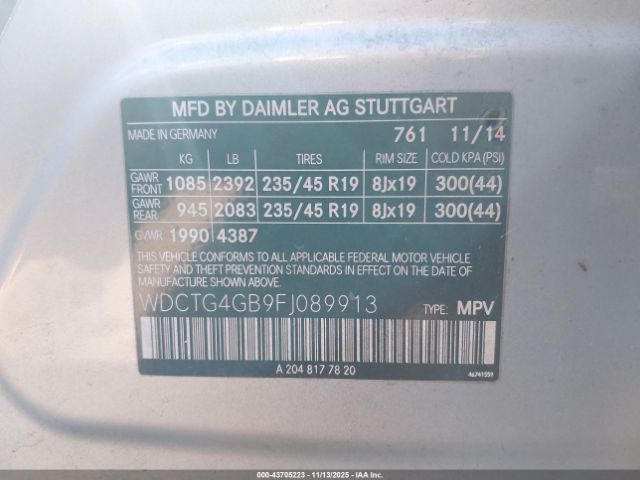 MFD BY DAIMLER AG STUTTGART
MADE IN GERMANY 761 11/14
KG LB TIRES RIM SIZE COLD KPA (PSI)
GAWR FRONT 1085 2392 235/45 R19 8Jx19 300(44)
GAWR REAR 945 2083 235/45 R19 8Jx19 300(44)
GVWR 1990 4387
THIS VEHICLE CONFORMS TO ALL APPLICABLE FEDERAL MOTOR VEHICLE
SAFETY AND THEFT PREVENTION STANDARDS IN EFFECT ON THE DATE
OF MANUFACTURE SHOWN ABOVE.
WDCTG4GB9FJ089913 TYPE: MPV
A 204 817 78 20 46741559
000-43705223 - 11/13/2025 - IAAI.COM